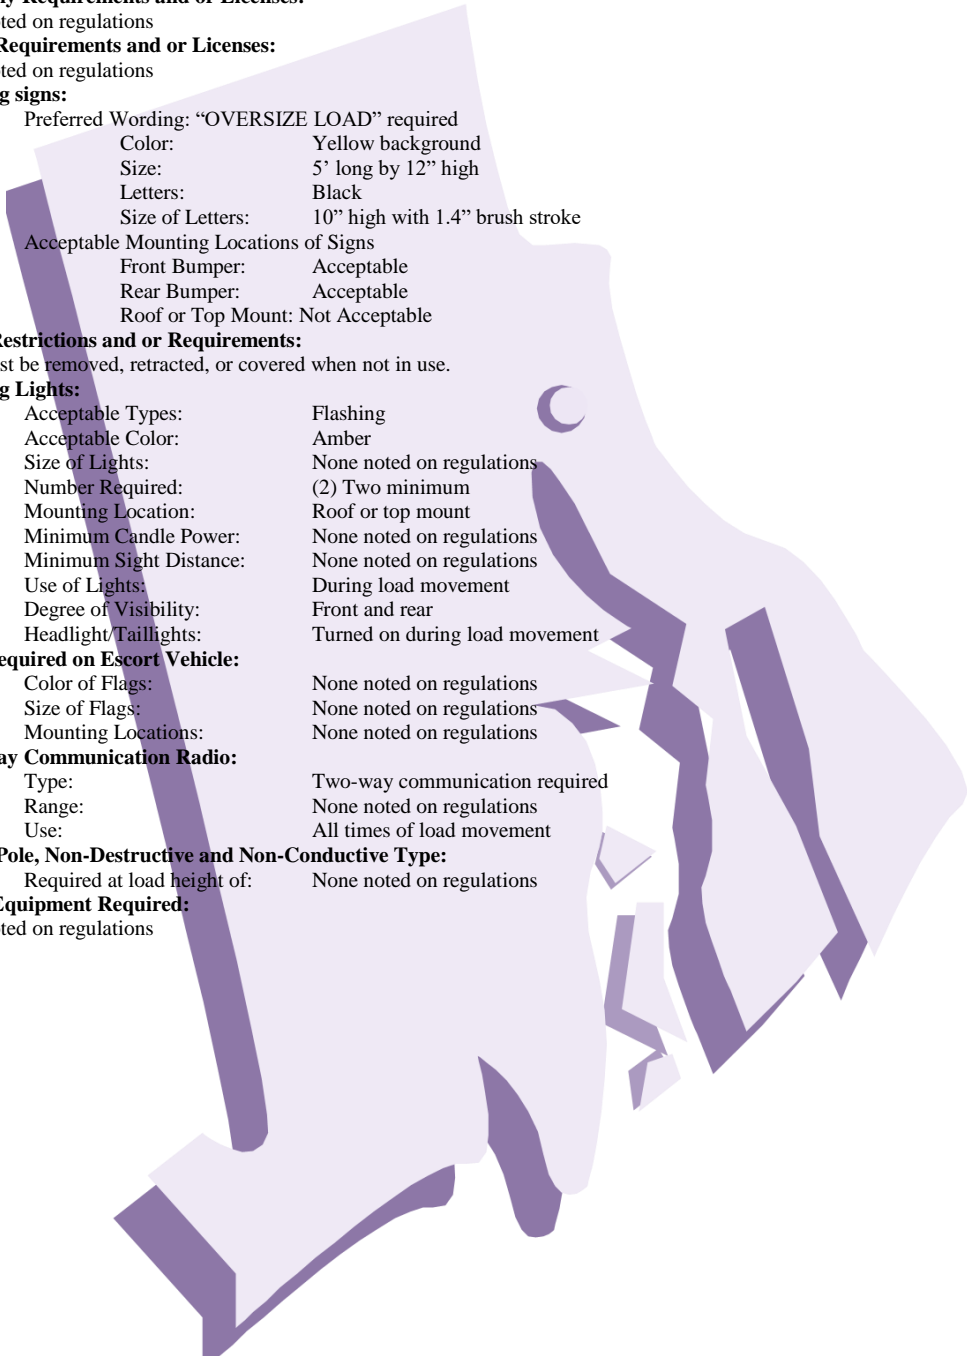 ny Requirements and or Licenses:
ted on regulations
Requirements and or Licenses:
ted on regulations
g signs:
Preferred Wording: “OVERSIZE LOAD” required
Color: Yellow background
Size: 5’ long by 12” high
Letters: Black
Size of Letters: 10” high with 1.4” brush stroke
Acceptable Mounting Locations of Signs
Front Bumper: Acceptable
Rear Bumper: Acceptable
Roof or Top Mount: Not Acceptable
Restrictions and or Requirements:
st be removed, retracted, or covered when not in use.
g Lights:
Acceptable Types: Flashing
Acceptable Color: Amber
Size of Lights: None noted on regulations
Number Required: (2) Two minimum
Mounting Location: Roof or top mount
Minimum Candle Power: None noted on regulations
Minimum Sight Distance: None noted on regulations
Use of Lights: During load movement
Degree of Visibility: Front and rear
Headlight/Taillights: Turned on during load movement
equired on Escort Vehicle:
Color of Flags: None noted on regulations
Size of Flags: None noted on regulations
Mounting Locations: None noted on regulations
ay Communication Radio:
Type: Two-way communication required
Range: None noted on regulations
Use: All times of load movement
Pole, Non-Destructive and Non-Conductive Type:
Required at load height of: None noted on regulations
Equipment Required:
ted on regulations